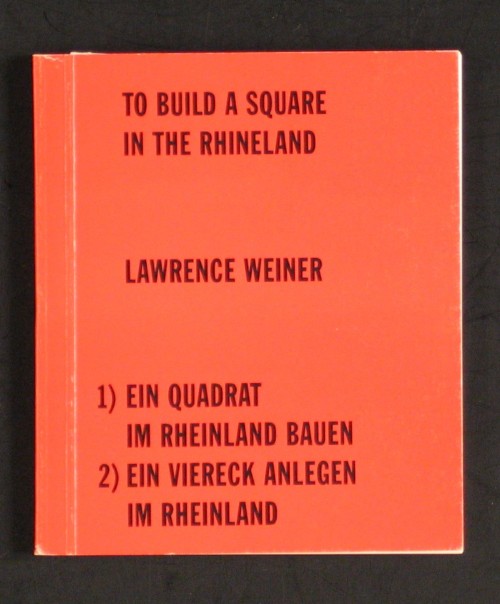 TO BUILD A SQUARE
IN THE RHINELAND
LAWRENCE WEINER
1) EIN QUADRAT
IM RHEINLAND BAUEN
2) EIN VIERECK ANLEGEN
IM RHEINLAND